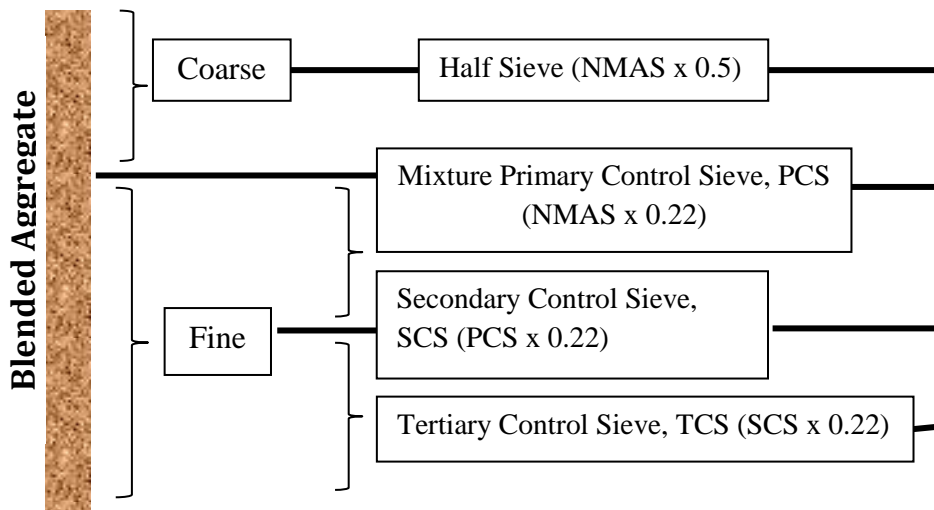 Blended Aggregate
Coarse
Half Sieve (NMAS x 0.5)
Mixture Primary Control Sieve, PCS
(NMAS x 0.22)
Fine
Secondary Control Sieve,
SCS (PCS x 0.22)
Tertiary Control Sieve, TCS (SCS x 0.22)